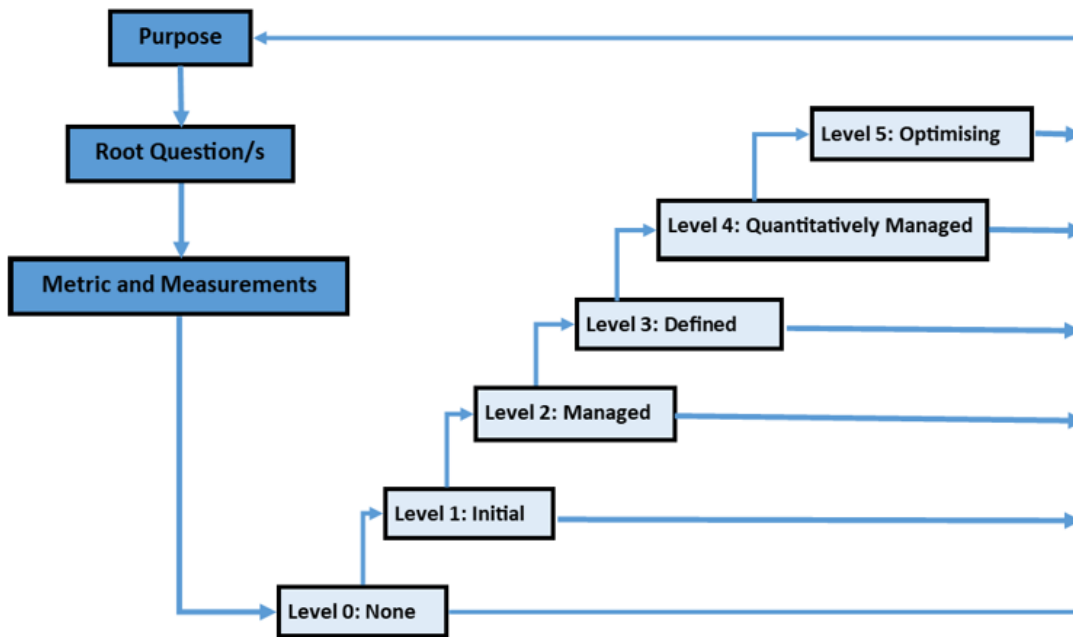 Purpose
Root Question/s
Metric and Measurements
Level 5: Optimising
Level 4: Quantitatively Managed
Level 3: Defined
Level 2: Managed
Level 1: Initial
Level 0: None